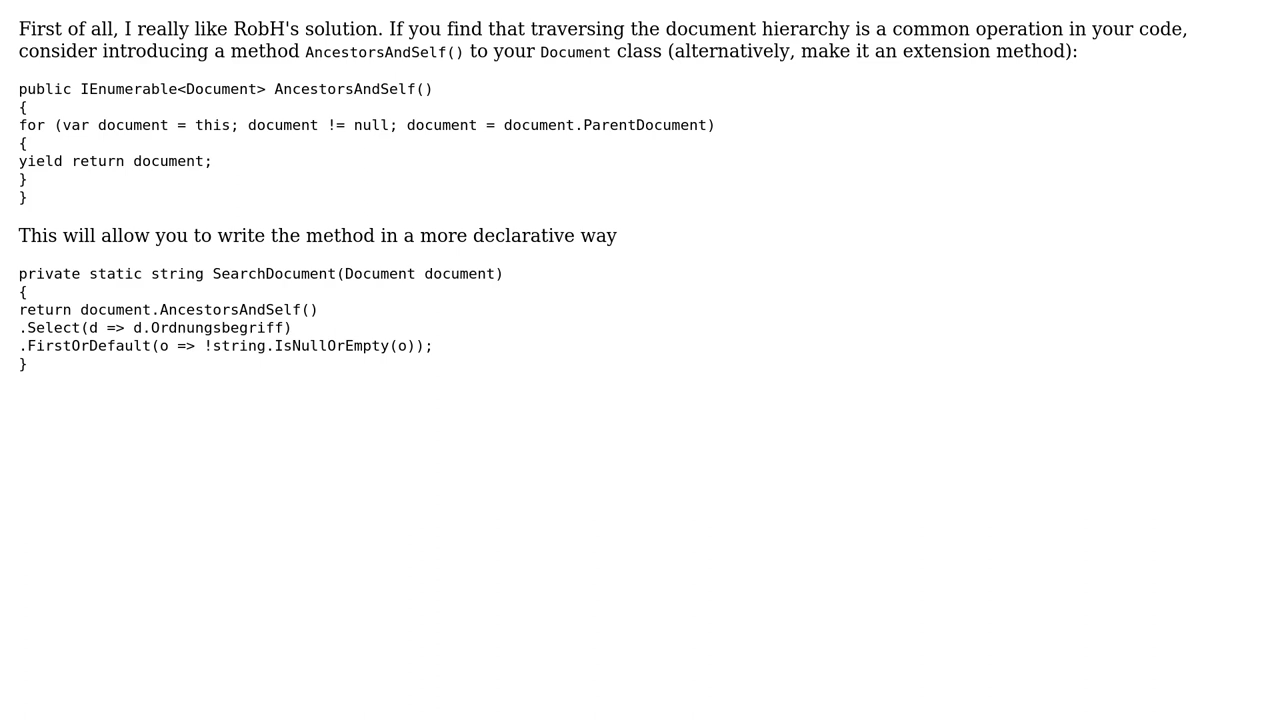 First of all, I really like RobH's solution. If you find that traversing the document hierarchy is a common operation in your code,
consider introducing a method AncestorsAndSelf() to your Document class (alternatively, make it an extension method):
public IEnumerable<Document> AncestorsAndSelf()
{
for (var document = this; document != null; document = document.ParentDocument)
{
yield return document;
}
}
This will allow you to write the method in a more declarative way
private static string SearchDocument(Document document)
{
return document.AncestorsAndSelf()
.Select(d => d.Ordnungsbegriff)
.FirstOrDefault(o => !string.IsNullOrEmpty(o));
}